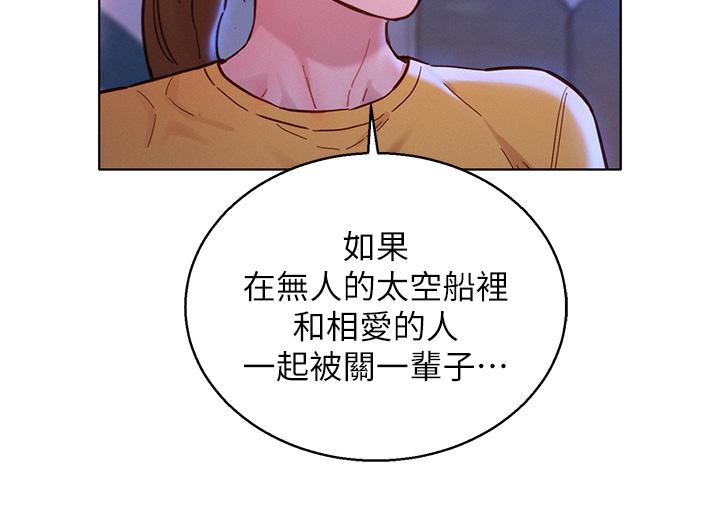 如果
在無人的太空船裡
和相愛的人
一起被關一輩子…